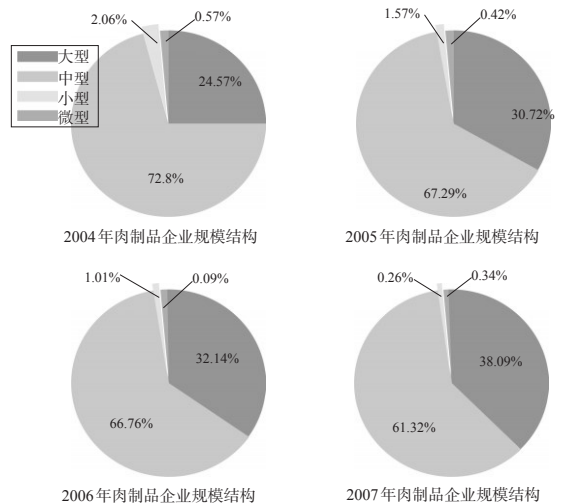 2.06%
0.57%
大型
中型
小型
微型
24.57%
72.8%
2004年肉制品企业规模结构
1.57%
0.42%
30.72%
67.29%
2005年肉制品企业规模结构
1.01%
0.09%
32.14%
66.76%
2006年肉制品企业规模结构
0.26%
0.34%
38.09%
61.32%
2007年肉制品企业规模结构